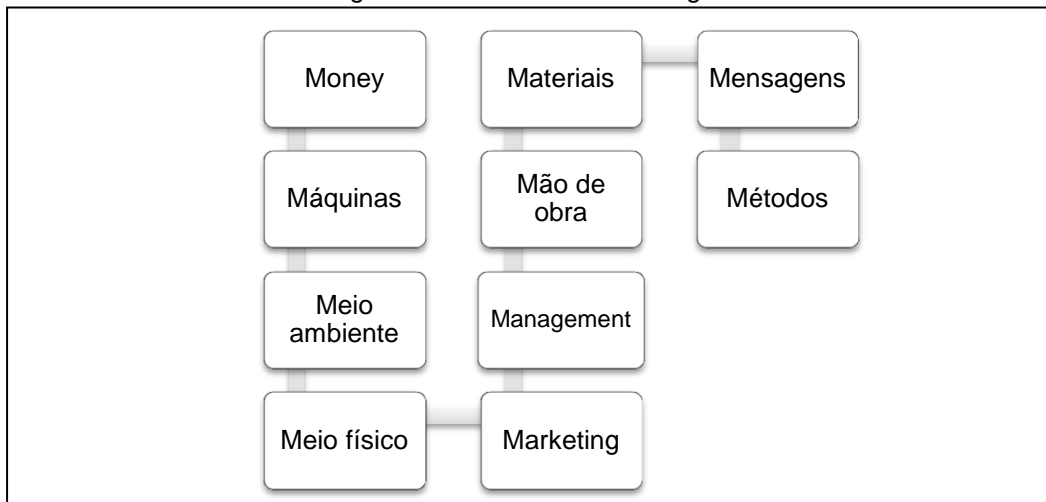 Money
Máquinas
Meio
ambiente
Meio físico
Marketing
Management
Mão de
obra
Materiais
Mensagens
Métodos